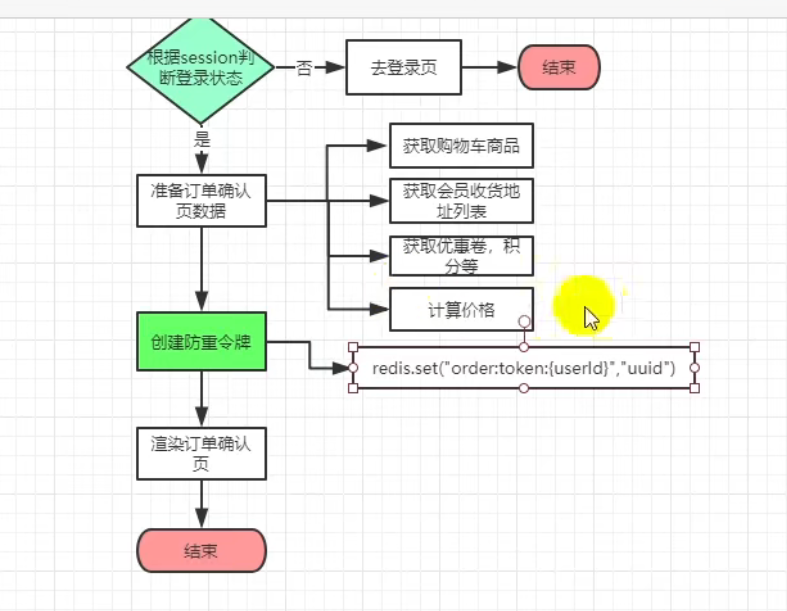 根据session判
断登录状态
否
去登录页
结束
是
准备订单确认
页数据
获取购物车商品
获取会员收货地
址列表
获取优惠卷，积
分等
计算价格
创建防重令牌
redis.set("order:token:{userId}","uuid")
渲染订单确认
页
结束